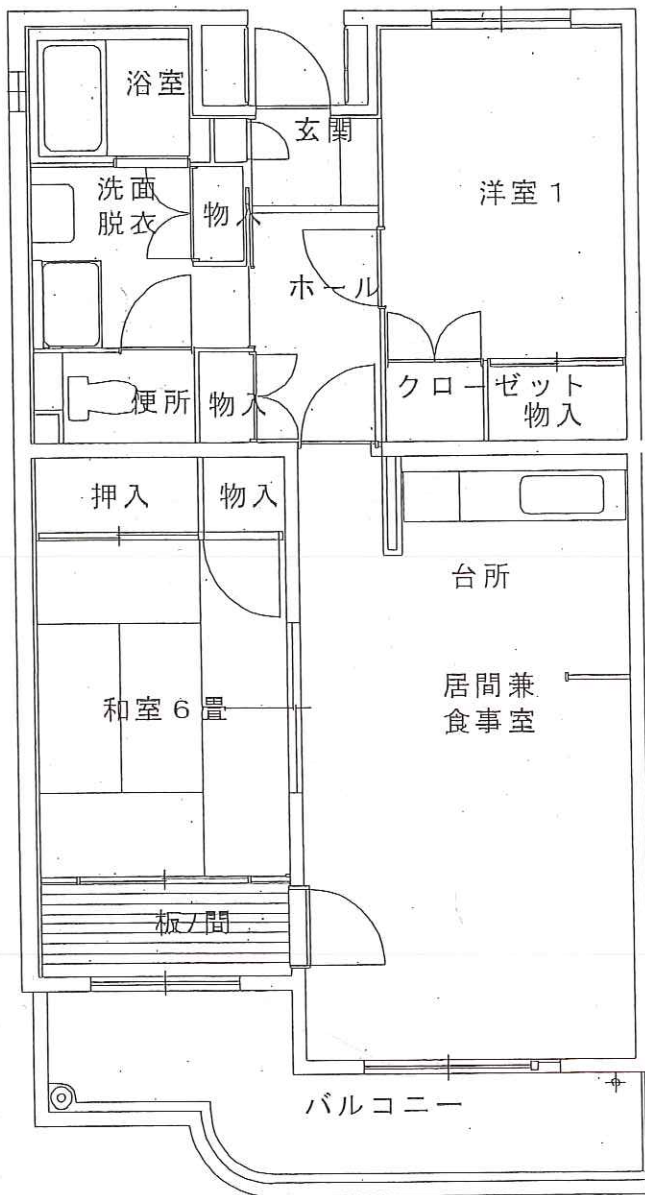 浴室
玄関
洗面
脱衣
物入
洋室1
ホール
便所
物入
クローゼット
物入
押入
物入
台所
和室6畳
居間兼
食事室
板ノ間
バルコニー